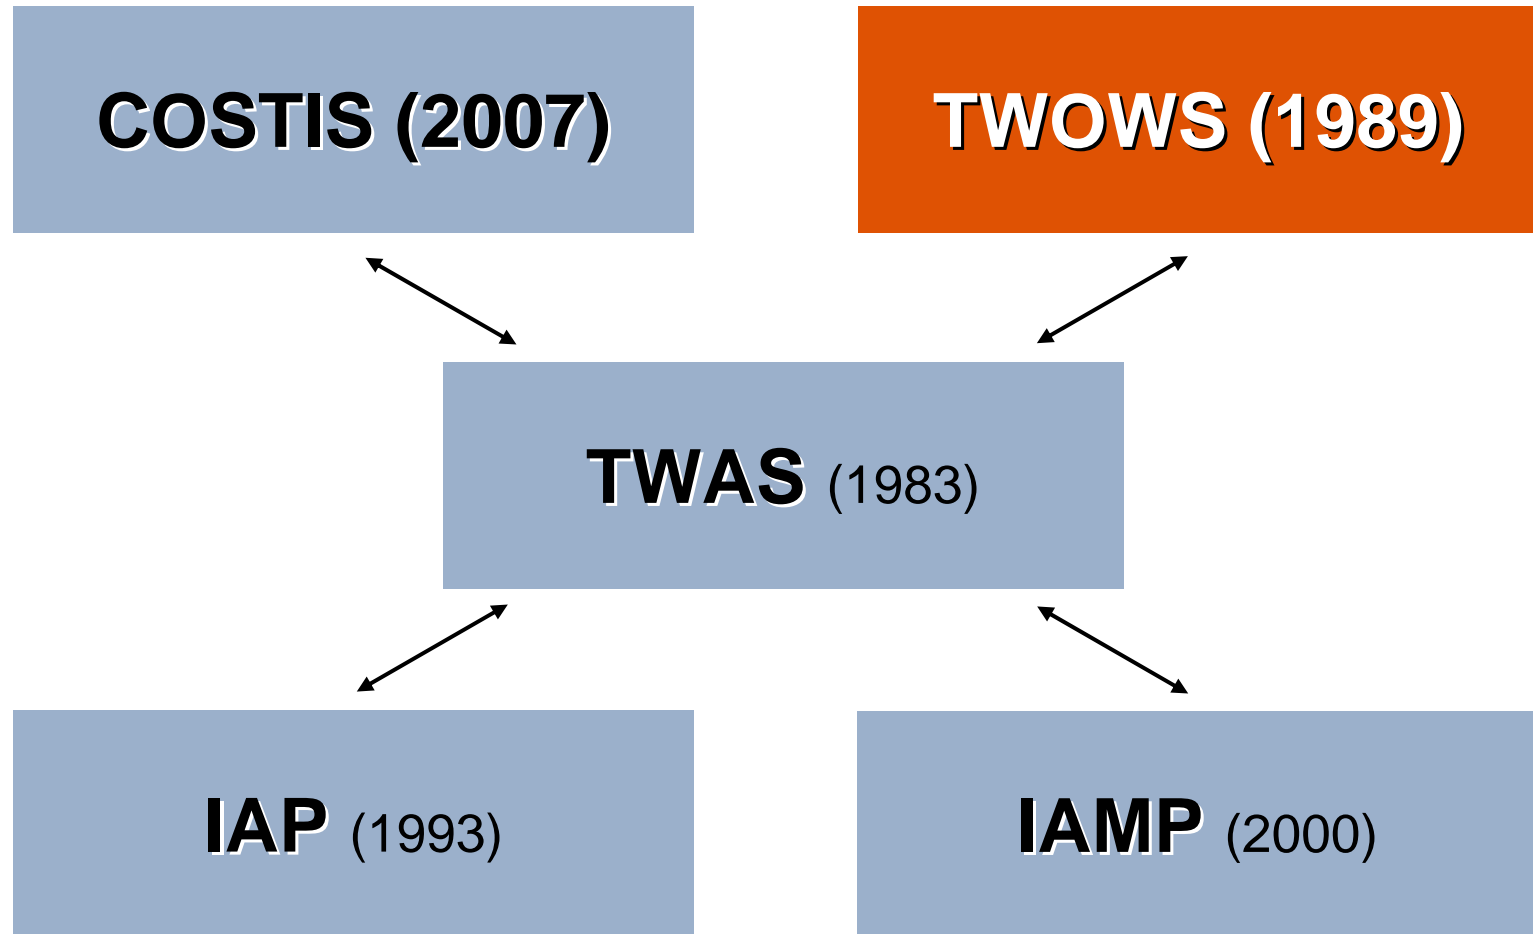 COSTIS (2007)
TWOWS (1989)
TWAS (1983)
IAP (1993)
IAMP (2000)